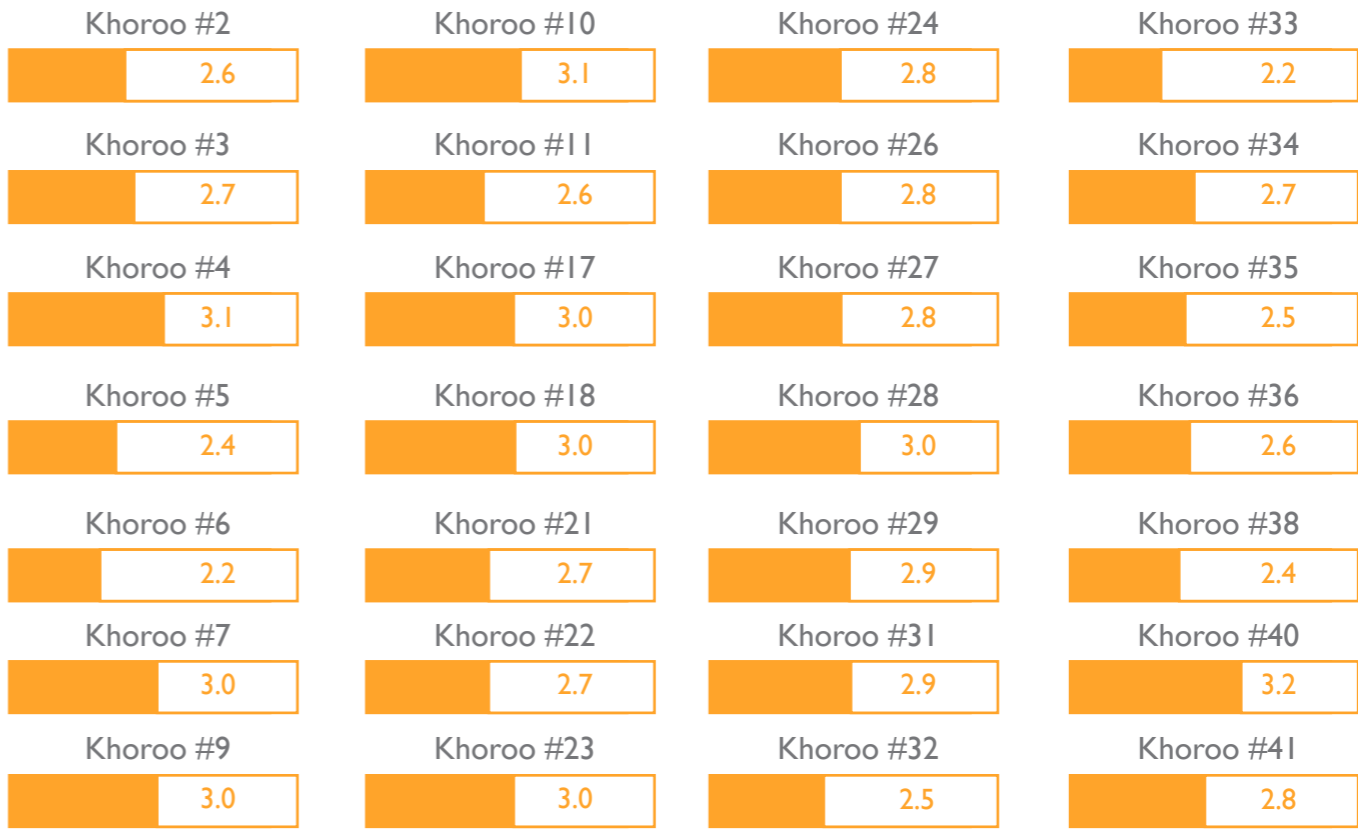 Khoroo #2
2.6
Khoroo #3
2.7
Khoroo #4
3.1
Khoroo #5
2.4
Khoroo #6
2.2
Khoroo #7
3.0
Khoroo #9
3.0
Khoroo #10
3.1
Khoroo #11
2.6
Khoroo #17
3.0
Khoroo #18
3.0
Khoroo #21
2.7
Khoroo #22
2.7
Khoroo #23
3.0
Khoroo #24
2.8
Khoroo #26
2.8
Khoroo #27
2.8
Khoroo #28
3.0
Khoroo #29
2.9
Khoroo #31
2.9
Khoroo #32
2.5
Khoroo #33
2.2
Khoroo #34
2.7
Khoroo #35
2.5
Khoroo #36
2.6
Khoroo #38
2.4
Khoroo #40
3.2
Khoroo #41
2.8